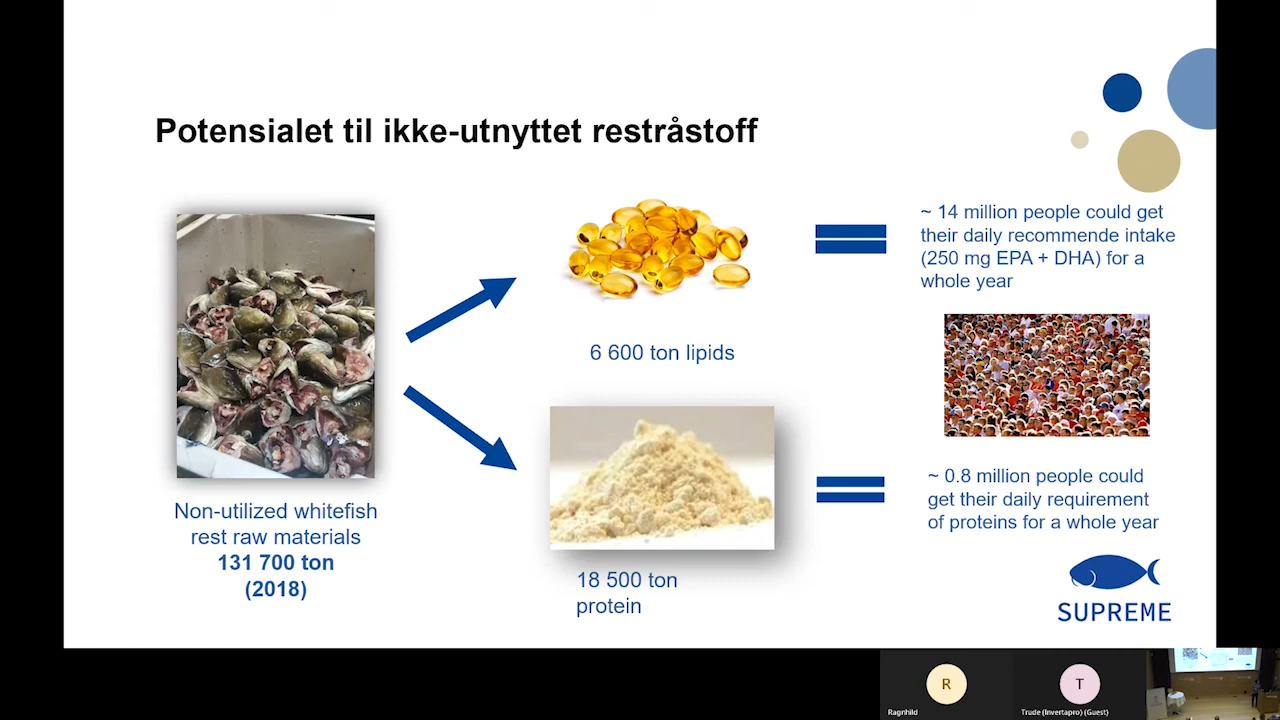 Potensialet til ikke-utnyttet restråstoff
Non-utilized whitefish
rest raw materials
131 700 ton
(2018)
6 600 ton lipids
18 500 ton
protein
~ 14 million people could get
their daily recommende intake
(250 mg EPA + DHA) for a
whole year
~ 0.8 million people could
get their daily requirement
of proteins for a whole year
SUPREME
R
Ragnhild
T
Trude (Invertapro) (Guest)